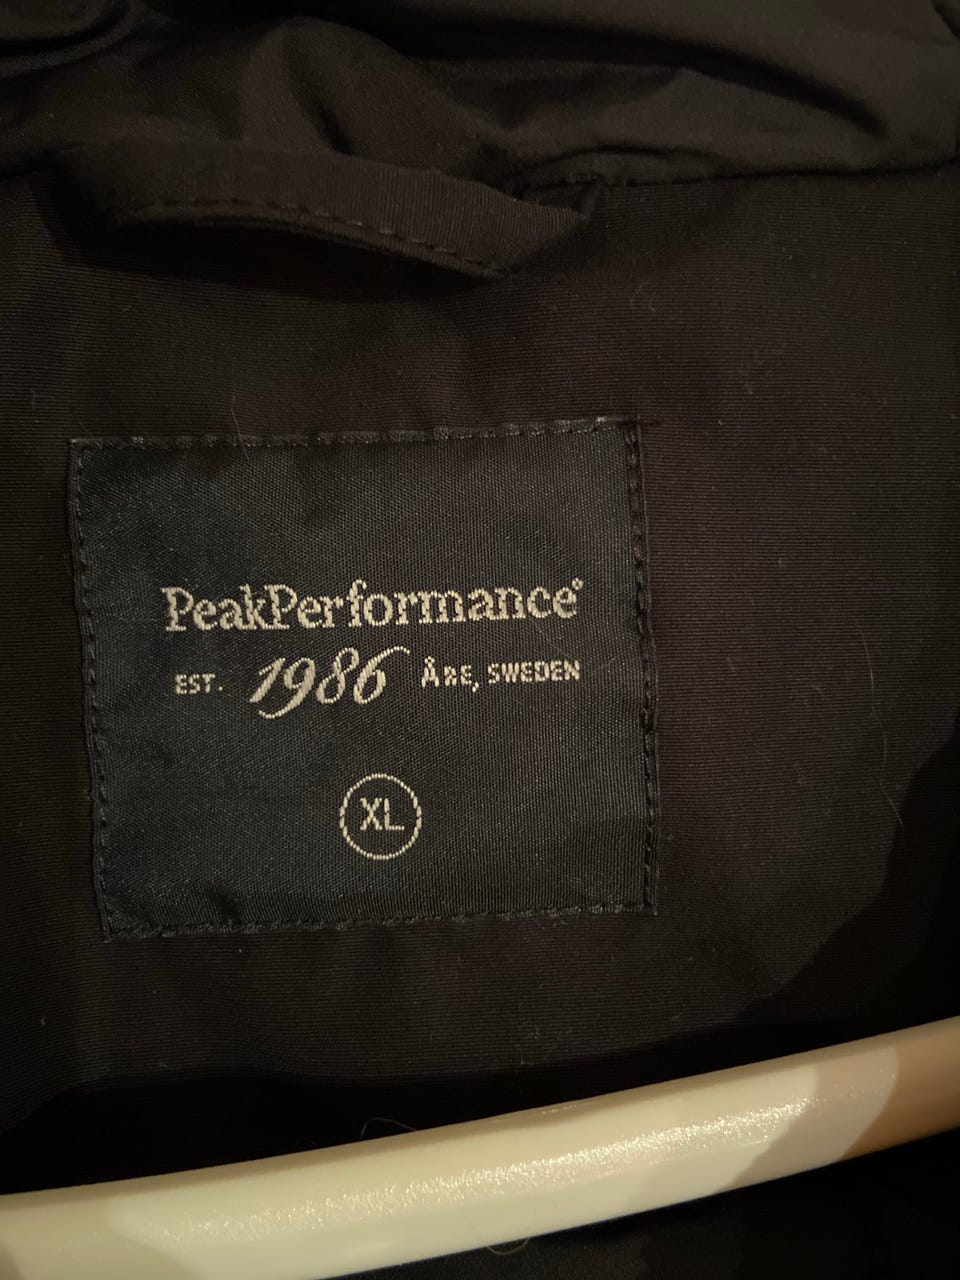 PeakPerformance®
EST. 1986 ÅRE, SWEDEN
XL